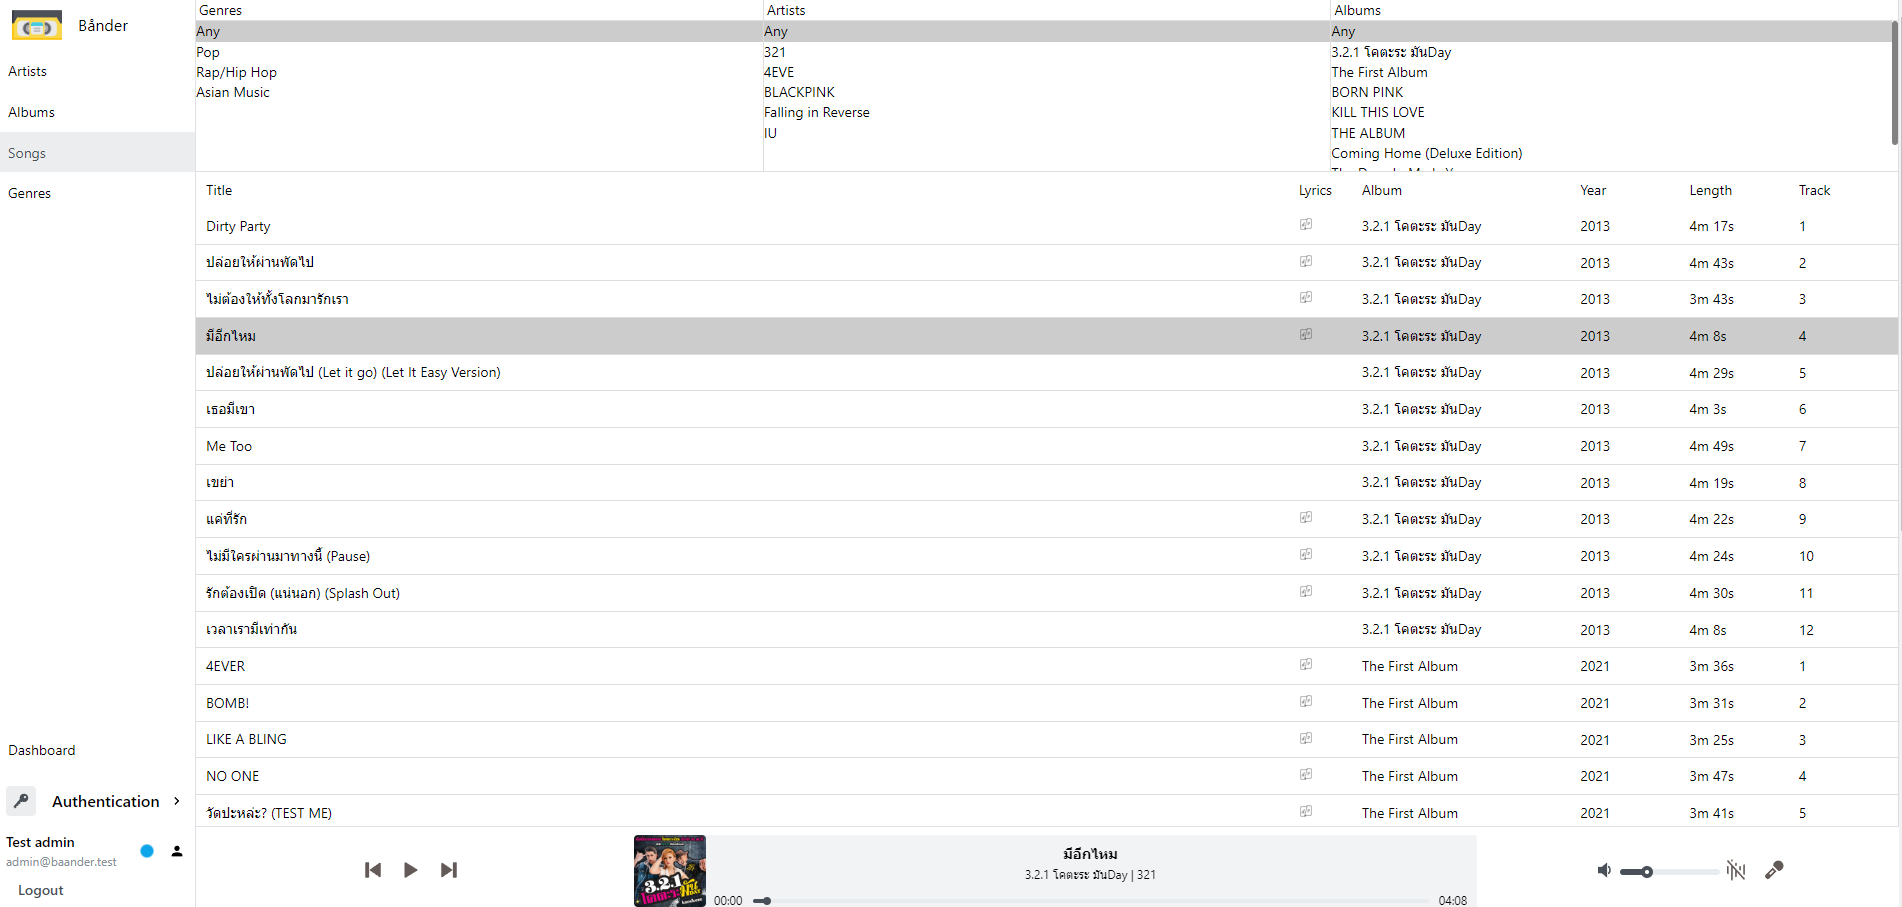 Bånder
Artists
Albums
Songs
Genres
Dashboard
Authentication
Test admin
admin@baander.test
Logout
Genres
Any
Pop
Rap/Hip Hop
Asian Music
Artists
Any
321
4EVE
BLACKPINK
Falling in Reverse
IU
Albums
Any
3.2.1 โคตะระ มันDay
The First Album
BORN PINK
KILL THIS LOVE
THE ALBUM
Coming Home (Deluxe Edition)
Title Lyrics Album Year Length Track
Dirty Party 3.2.1 โคตะระ มันDay 2013 4m 17s 1
ปล่อยให้ผ่านพัดไป 3.2.1 โคตะระ มันDay 2013 4m 43s 2
ไม่ต้องให้ทั้งโลกมารักเรา 3.2.1 โคตะระ มันDay 2013 3m 43s 3
มีอีกไหม 3.2.1 โคตะระ มันDay 2013 4m 8s 4
ปล่อยให้ผ่านพัดไป (Let it go) (Let It Easy Version) 3.2.1 โคตะระ มันDay 2013 4m 29s 5
เธอมีเขา 3.2.1 โคตะระ มันDay 2013 4m 3s 6
Me Too 3.2.1 โคตะระ มันDay 2013 4m 49s 7
เขย่า 3.2.1 โคตะระ มันDay 2013 4m 19s 8
แค่ที่รัก 3.2.1 โคตะระ มันDay 2013 4m 22s 9
ไม่มีใครผ่านมาทางนี้ (Pause) 3.2.1 โคตะระ มันDay 2013 4m 24s 10
รักต้องเปิด (แน่นอก) (Splash Out) 3.2.1 โคตะระ มันDay 2013 4m 30s 11
เวลาเรามีเท่ากัน 3.2.1 โคตะระ มันDay 2013 4m 8s 12
4EVER The First Album 2021 3m 36s 1
BOMB! The First Album 2021 3m 31s 2
LIKE A BLING The First Album 2021 3m 25s 3
NO ONE The First Album 2021 3m 47s 4
วัดปะหล่ะ? (TEST ME) The First Album 2021 3m 41s 5
3.2.1
มีอีกไหม
3.2.1 โคตะระ มันDay | 321
00:00
04:08